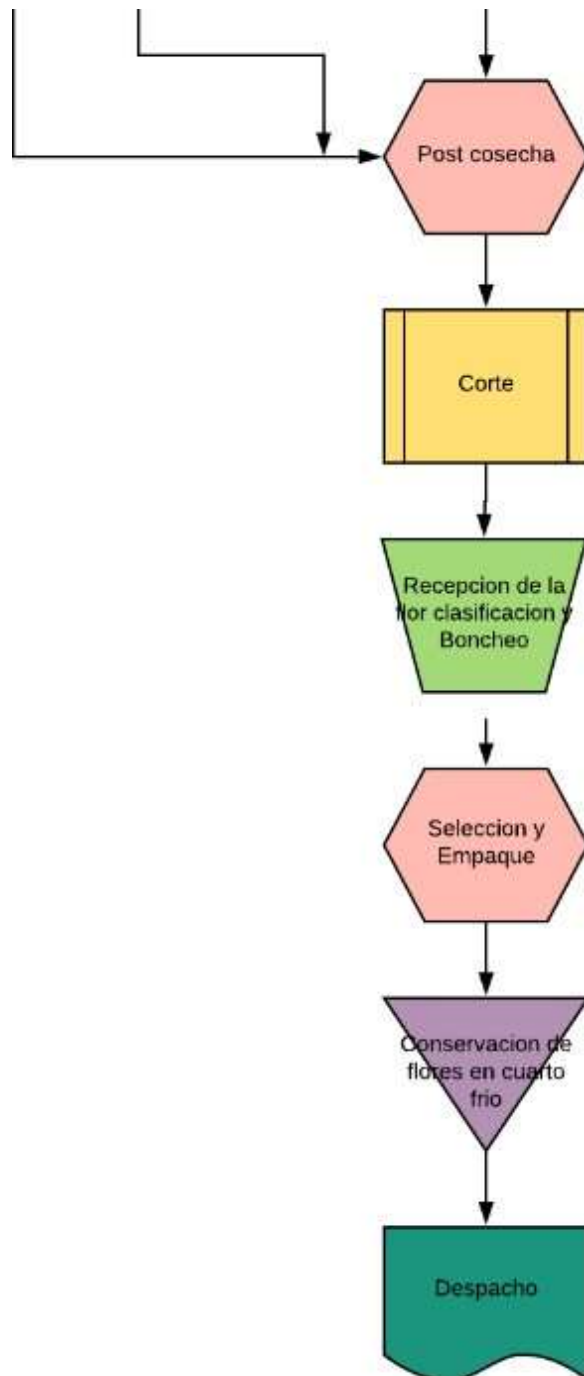 Post cosecha
Corte
Recepcion de la
flor clasificacion y
Boncheo
Seleccion y
Empaque
Conservacion de
flores en cuarto
frio
Despacho